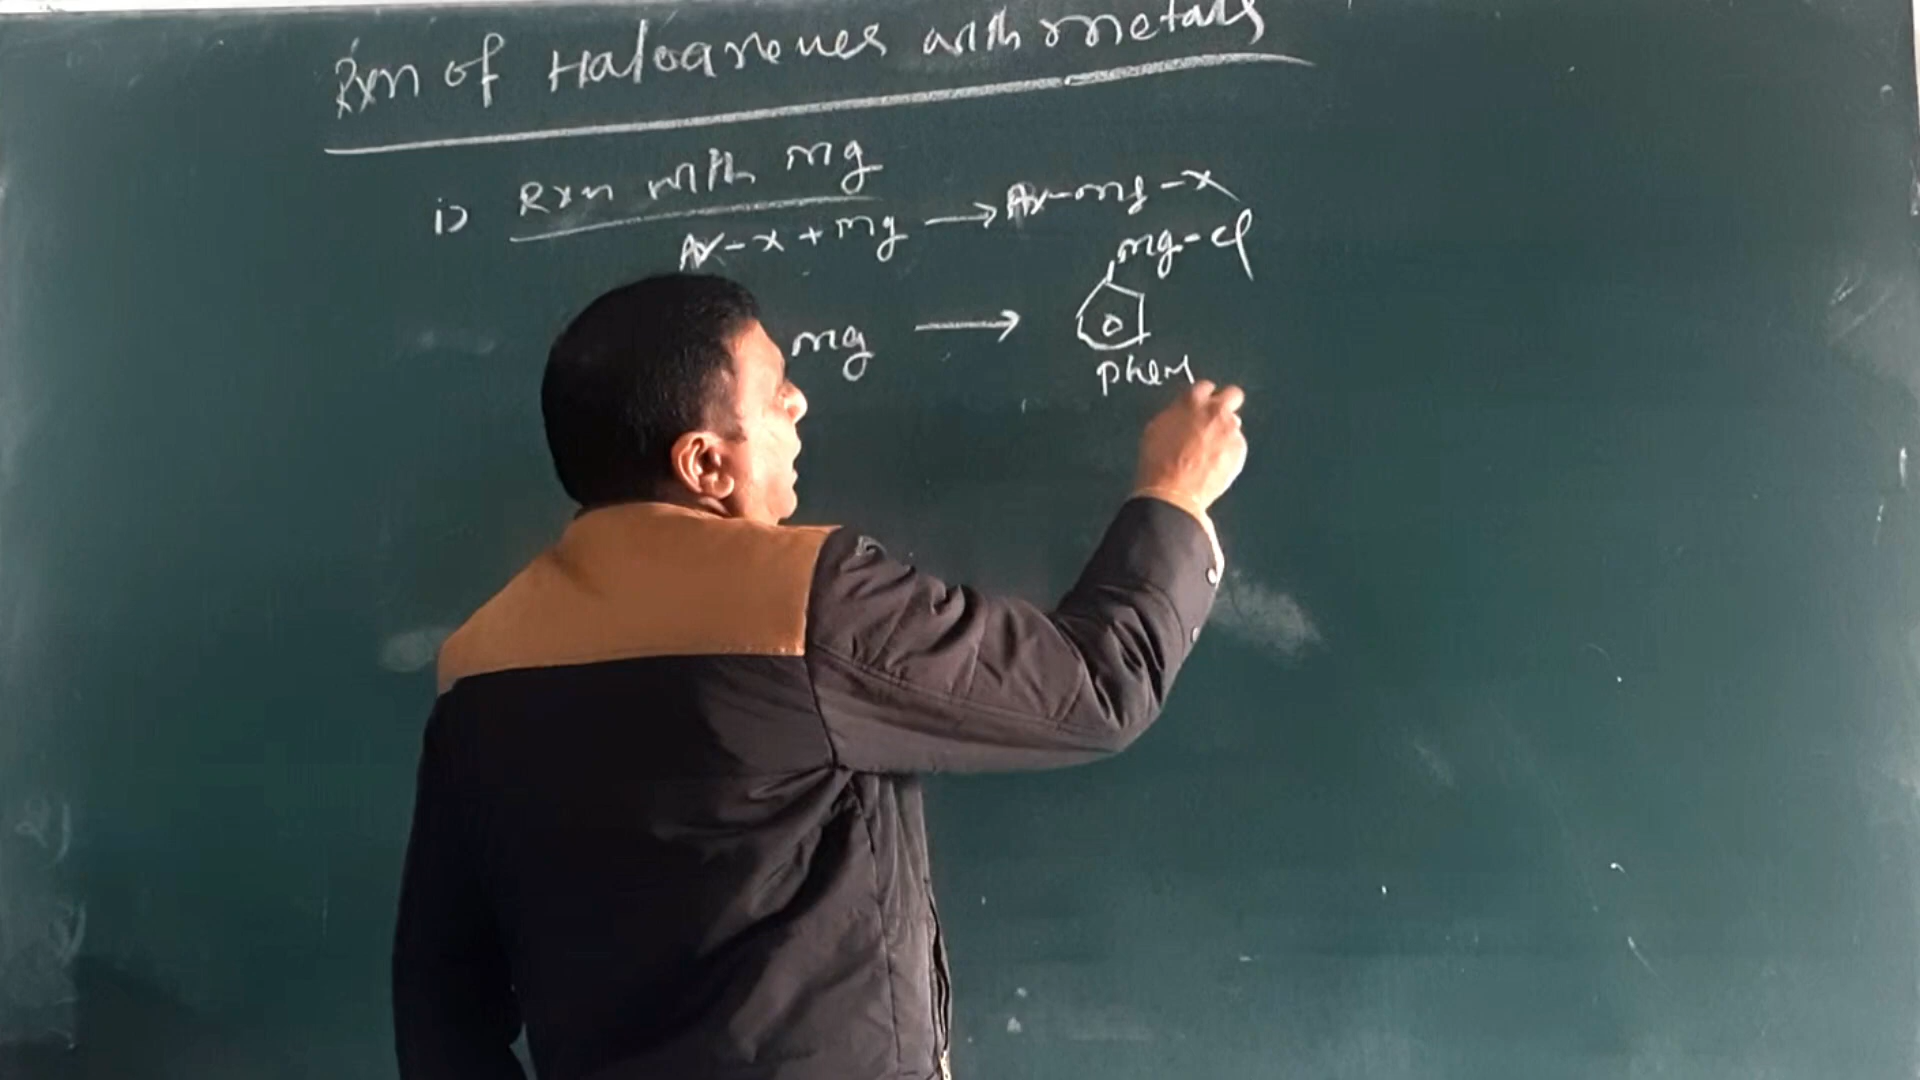 Rxn of Haloarenes with metals
i) Rxn with mg
Ar-x + mg → Ar-mg-x
mg-cl
mg →
phen